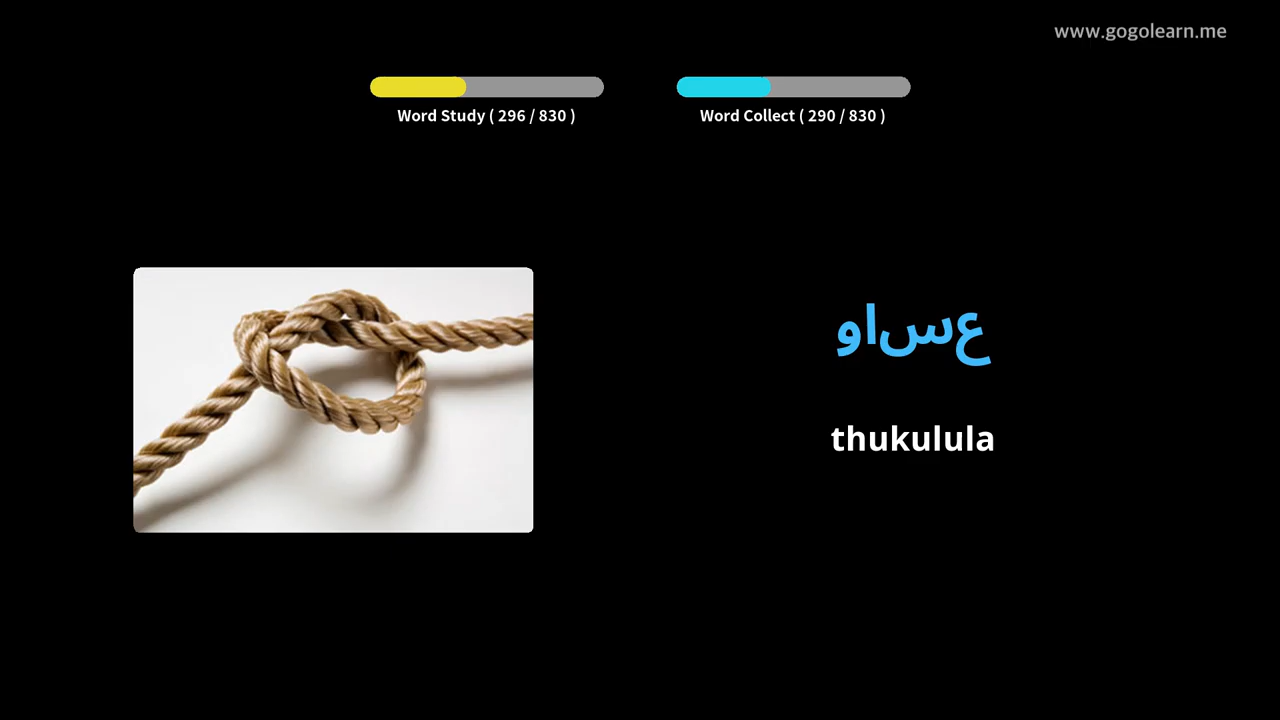 www.gogolearn.me
Word Study ( 296 / 830 )
Word Collect ( 290 / 830 )
عساو
thukulula